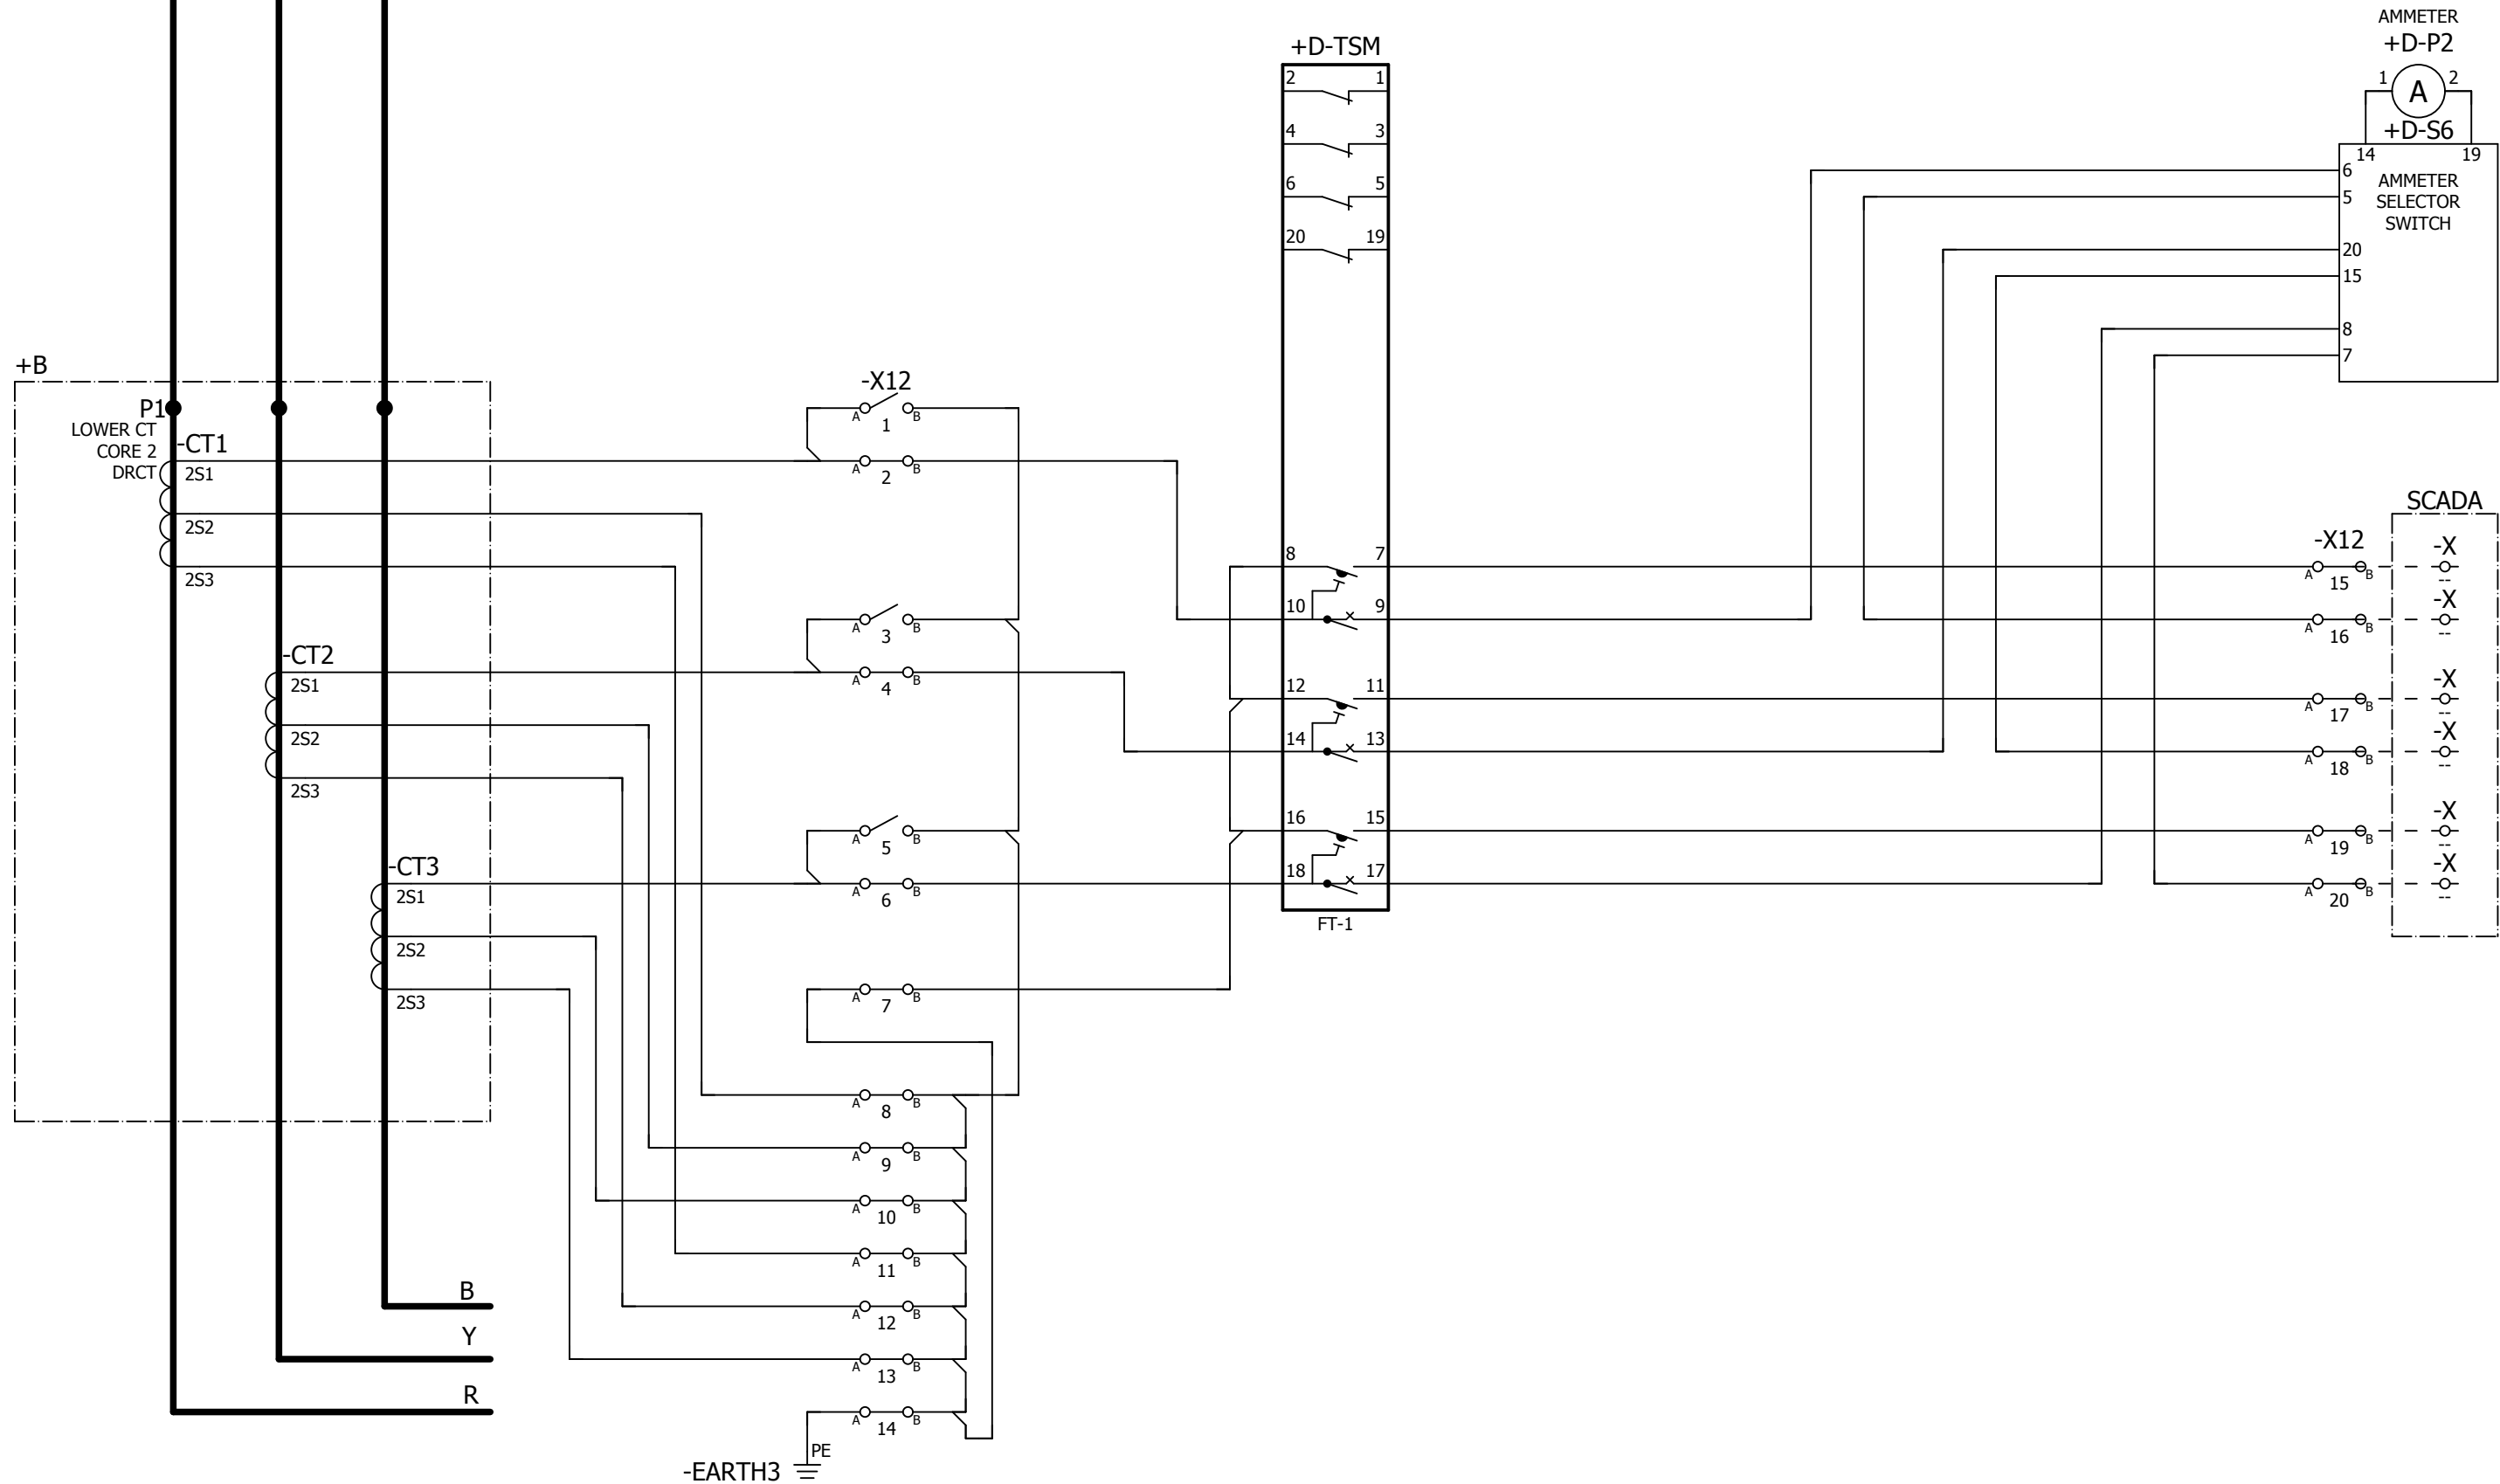 AMMETER
+D-P2
1
A
2
+D-S6
14
19
AMMETER
SELECTOR
SWITCH
6
5
20
15
8
7
+D-TSM
2
1
4
3
6
5
20
19
8
7
10
9
12
11
14
13
16
15
18
17
FT-1
+B
P1
LOWER CT
CORE 2
DRCT
-CT1
2S1
2S2
2S3
-CT2
2S1
2S2
2S3
-CT3
2S1
2S2
2S3
B
Y
R
-X12
A
B
1
A
B
2
A
B
3
A
B
4
A
B
5
A
B
6
A
B
7
A
B
8
A
B
9
A
B
10
A
B
11
A
B
12
A
B
13
A
B
14
PE
-EARTH3
SCADA
-X12
A
B
15
-X
--
A
B
16
-X
--
A
B
17
-X
--
A
B
18
-X
--
A
B
19
-X
--
A
B
20
-X
--